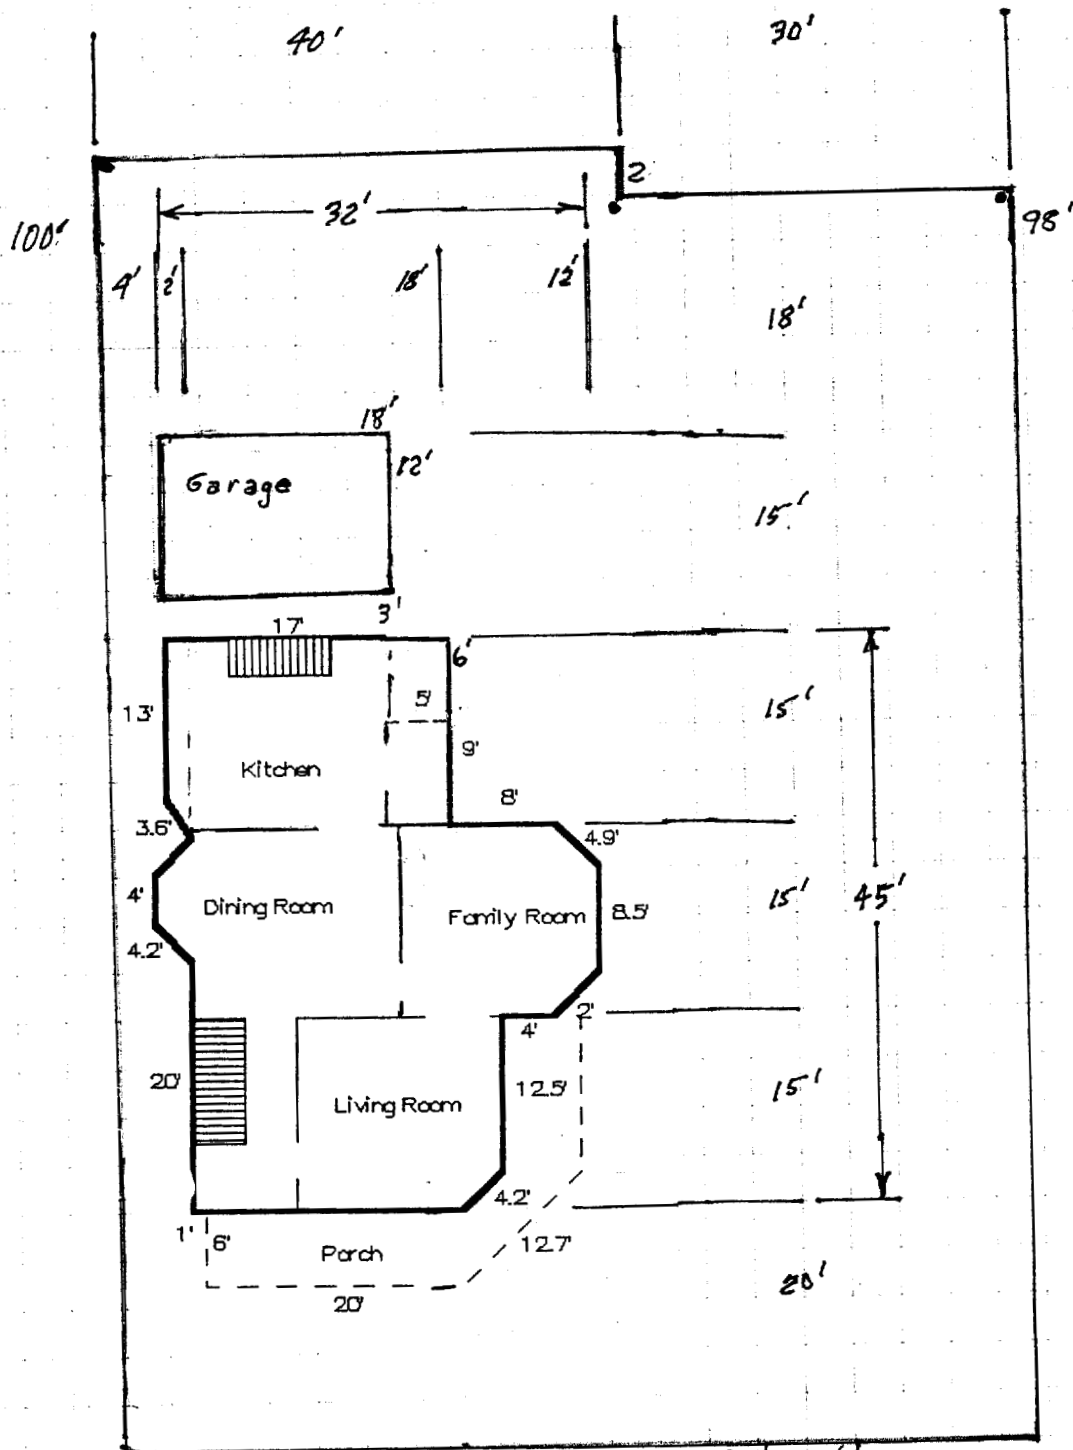 40' 30'
2
32'
100' 98'
4' 2' 18' 12'
18'
18'
12'
Garage
15'
3'
17'
6'
5'
13' 15'
9'
Kitchen
8'
3.6' 4.9'
4' 15' 45'
Dining Room Family Room 8.5'
4.2'
2'
4'
20' 12.5' 15'
Living Room
4.2'
1' 6'
Porch 12.7'
20'
20'